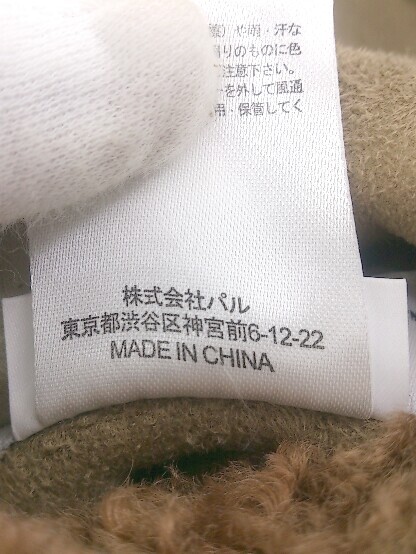 や雨・汗な
りのものに色
注意下さい。
を外して風通
用・保管してく
株式会社パル
東京都渋谷区神宮前6-12-22
MADE IN CHINA